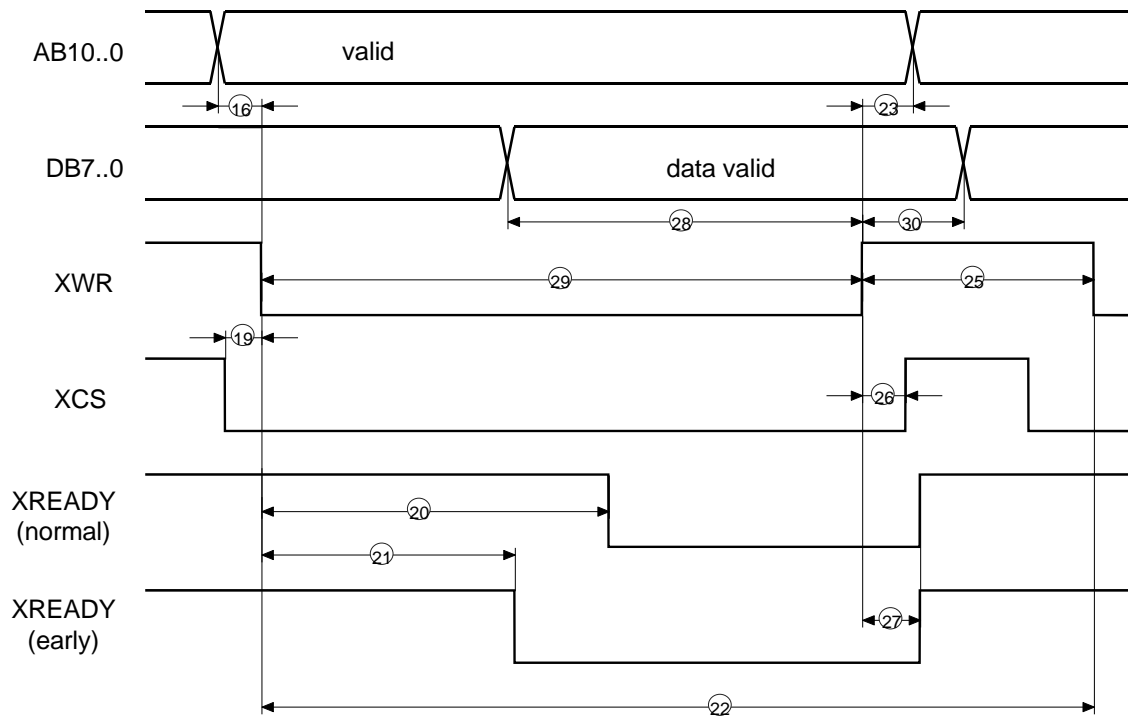 AB10..0
valid
16
23
DB7..0
data valid
28
30
XWR
29
25
19
XCS
26
XREADY
(normal)
20
21
XREADY
(early)
27
22